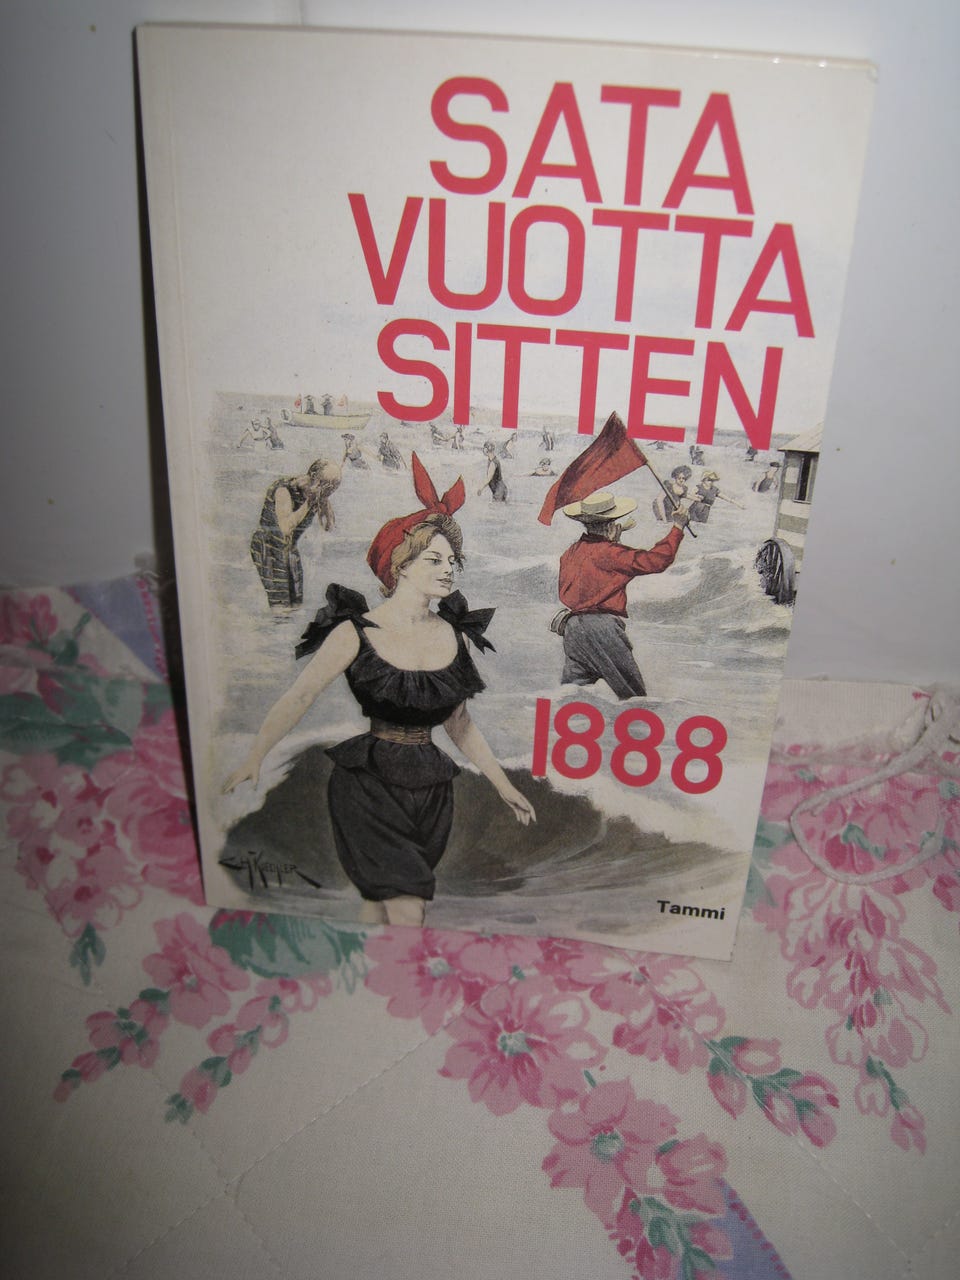 SATA
VUOTTA
SITTEN
1888
Tammi